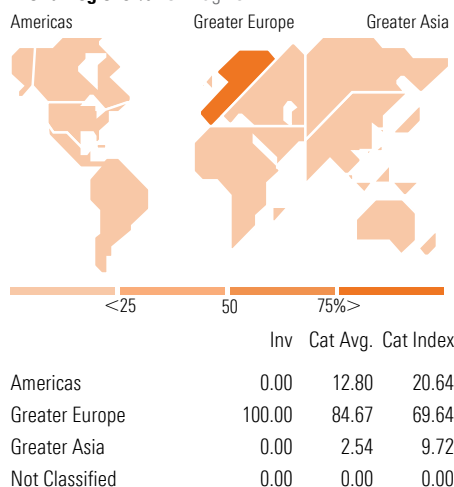 Americas Greater Europe Greater Asia
<25 50 75%>
Inv Cat Avg. Cat Index
Americas 0.00 12.80 20.64
Greater Europe 100.00 84.67 69.64
Greater Asia 0.00 2.54 9.72
Not Classified 0.00 0.00 0.00